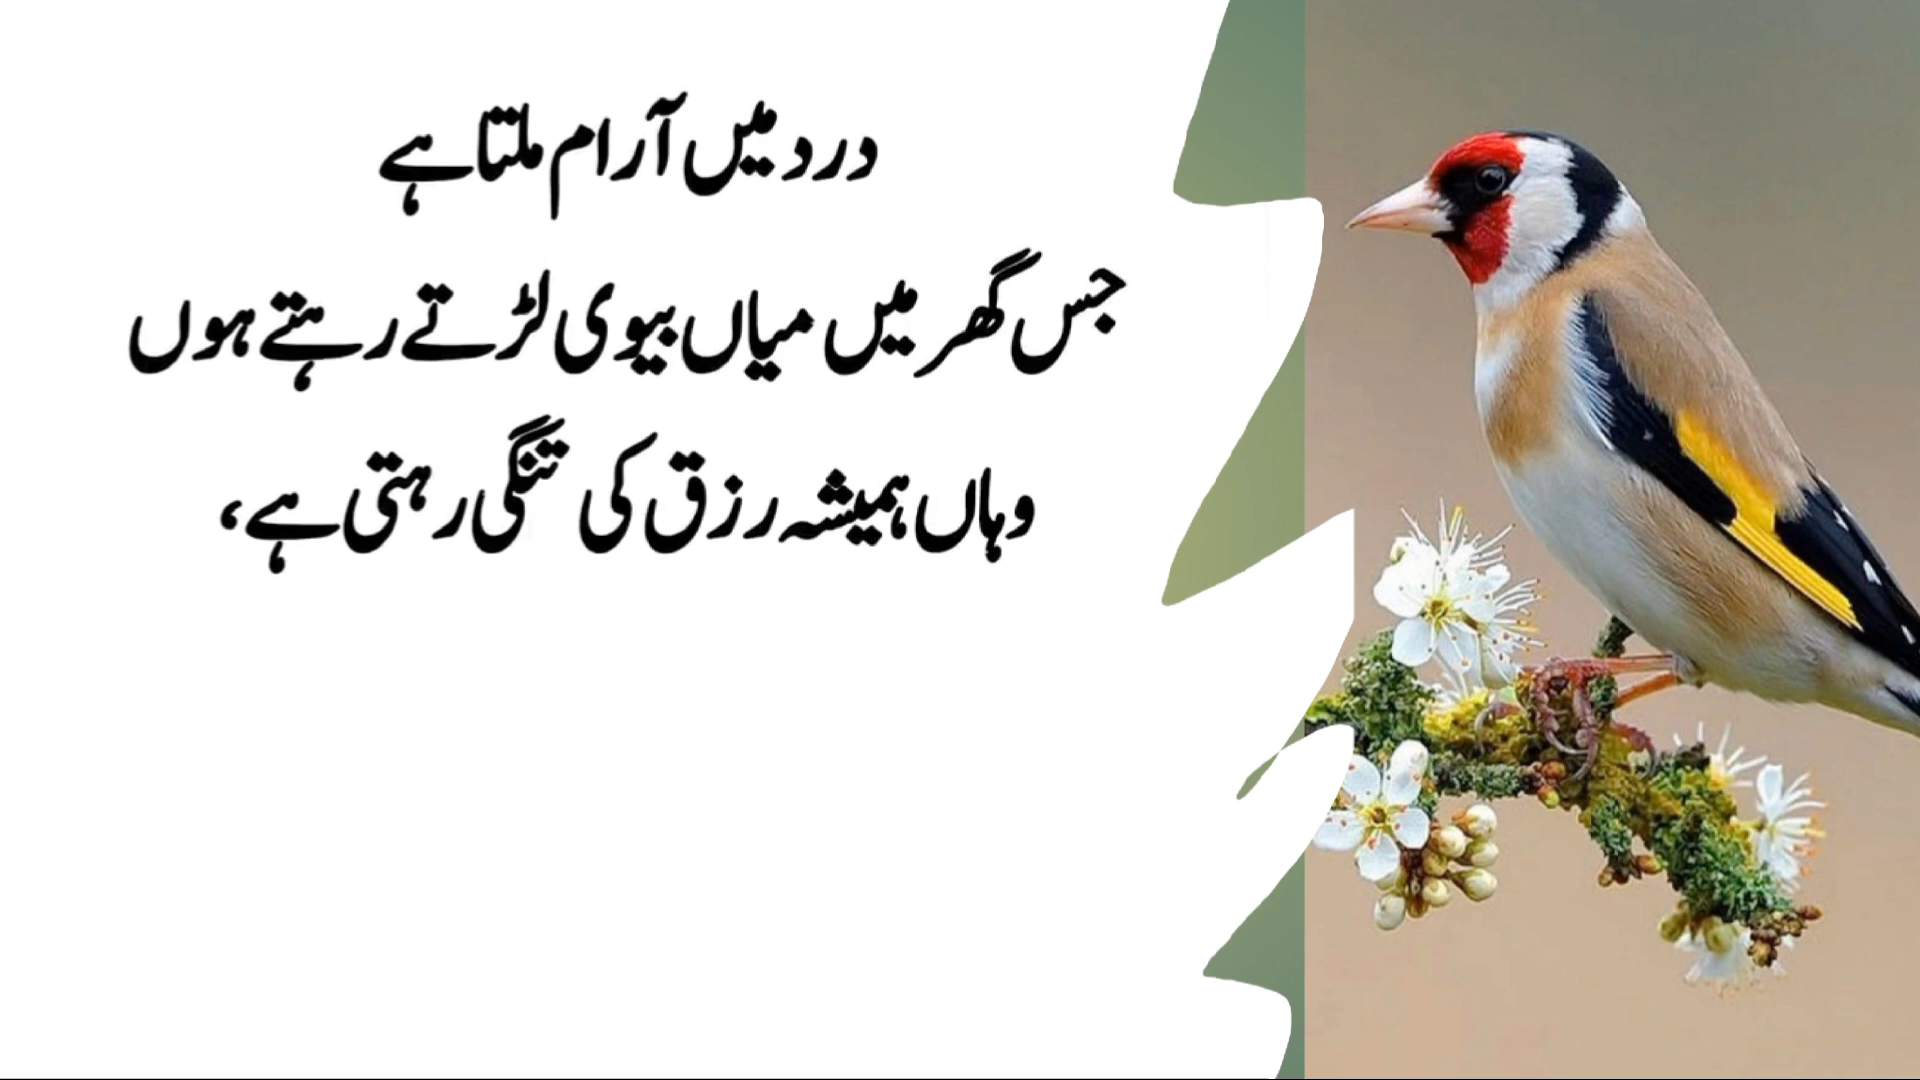 درد میں آرام ملتا ہے
جس گھر میں میاں بیوی لڑتے رہتے ہوں
وہاں ہمیشہ رزق کی تنگی رہتی ہے،